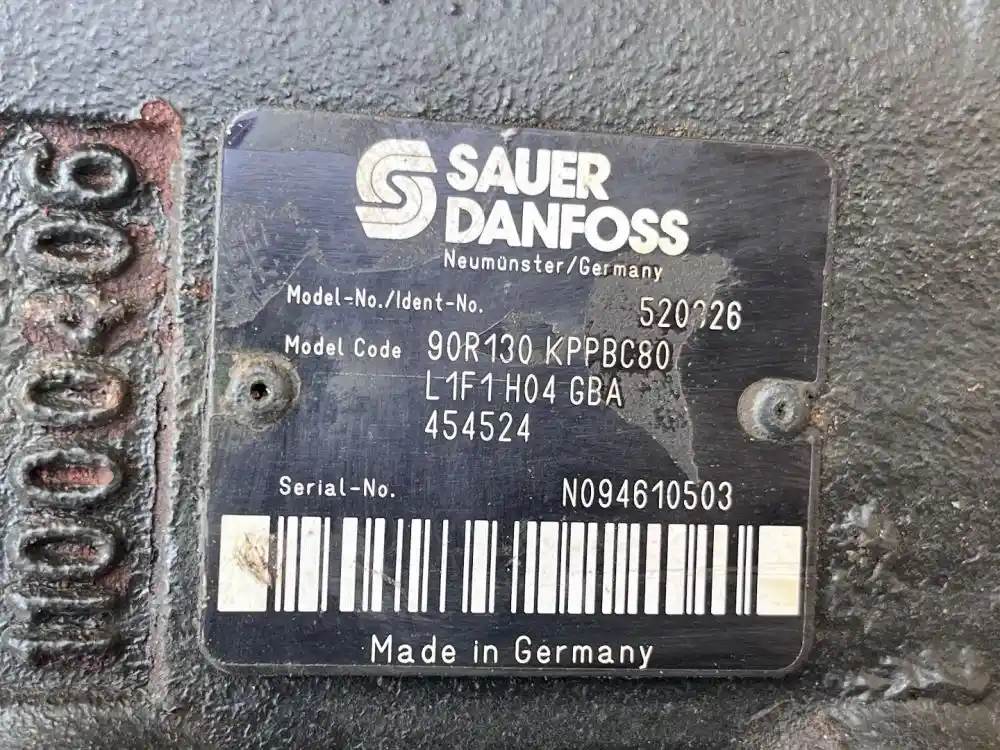 SAUER
DANFOSS
Neumünster/Germany
Model-No./Ident-No.
Model Code 90R130 KPPBC80
L1F1 H04 GBA
454524
Serial-No. N094610503
Made in Germany